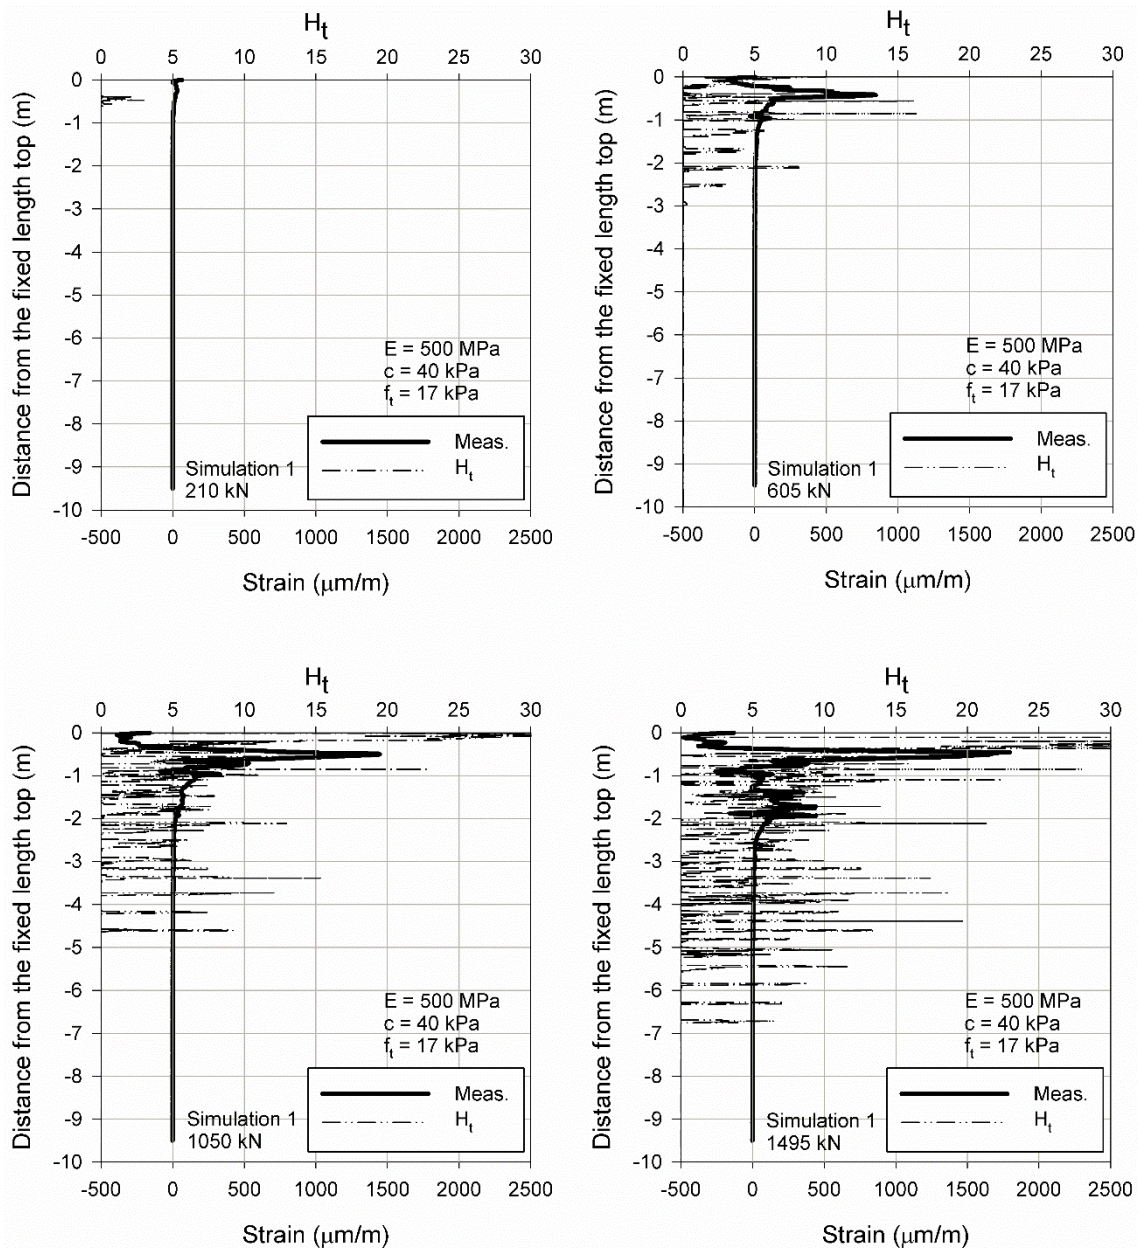 H_t
0 5 10 15 20 25 30
0
-1
-2
-3
-4
-5
-6
-7
-8
-9
-10
Distance from the fixed length top (m)
E = 500 MPa
c = 40 kPa
f_t = 17 kPa
Meas.
H_t
Simulation 1
210 kN
-500 0 500 1000 1500 2000 2500
Strain (μm/m)
H_t
0 5 10 15 20 25 30
0
-1
-2
-3
-4
-5
-6
-7
-8
-9
-10
Distance from the fixed length top (m)
E = 500 MPa
c = 40 kPa
f_t = 17 kPa
Meas.
H_t
Simulation 1
605 kN
-500 0 500 1000 1500 2000 2500
Strain (μm/m)
H_t
0 5 10 15 20 25 30
0
-1
-2
-3
-4
-5
-6
-7
-8
-9
-10
Distance from the fixed length top (m)
E = 500 MPa
c = 40 kPa
f_t = 17 kPa
Meas.
H_t
Simulation 1
1050 kN
-500 0 500 1000 1500 2000 2500
Strain (μm/m)
H_t
0 5 10 15 20 25 30
0
-1
-2
-3
-4
-5
-6
-7
-8
-9
-10
Distance from the fixed length top (m)
E = 500 MPa
c = 40 kPa
f_t = 17 kPa
Meas.
H_t
Simulation 1
1495 kN
-500 0 500 1000 1500 2000 2500
Strain (μm/m)